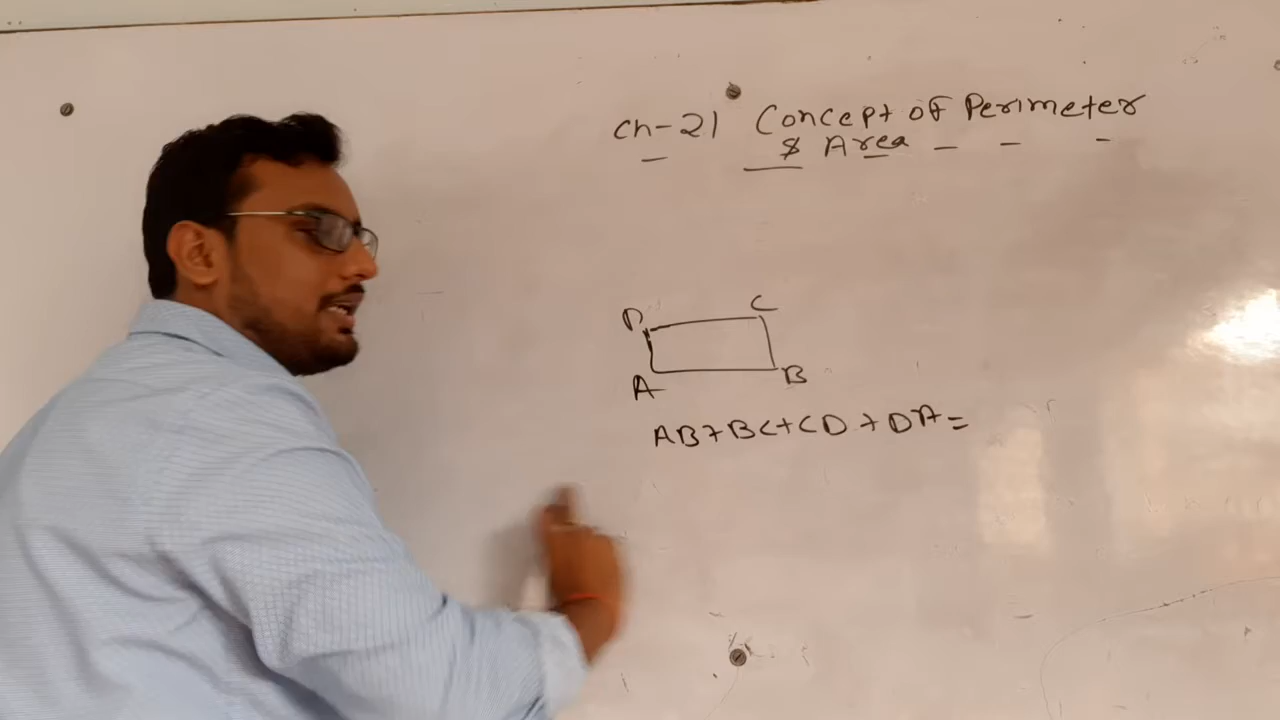 Ch-21 Concept of Perimeter
& Area
D C
A B
AB+BC+CD+DA=